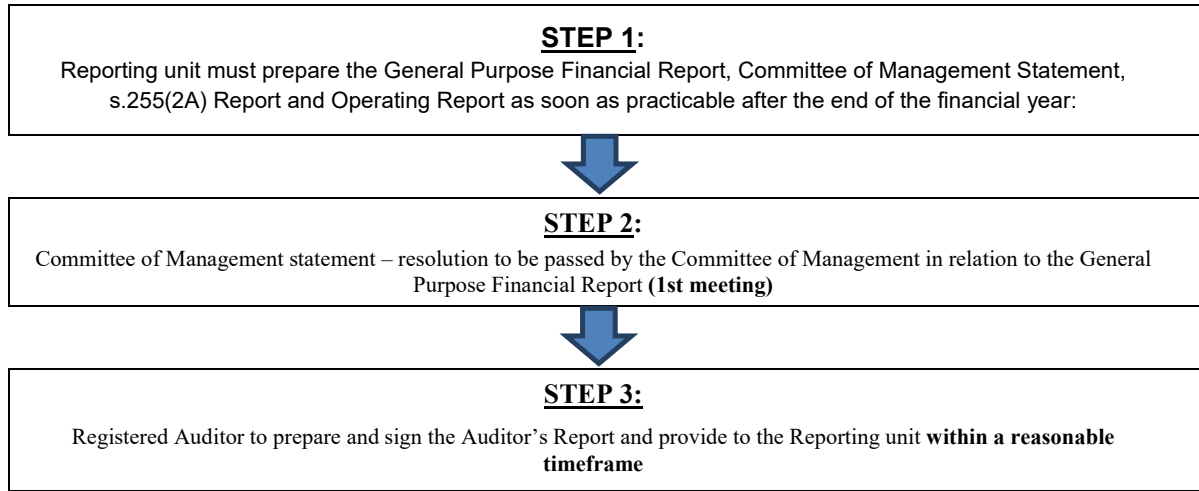 STEP 1:
Reporting unit must prepare the General Purpose Financial Report, Committee of Management Statement,
s.255(2A) Report and Operating Report as soon as practicable after the end of the financial year:
STEP 2:
Committee of Management statement – resolution to be passed by the Committee of Management in relation to the General
Purpose Financial Report (1st meeting)
STEP 3:
Registered Auditor to prepare and sign the Auditor’s Report and provide to the Reporting unit within a reasonable
timeframe